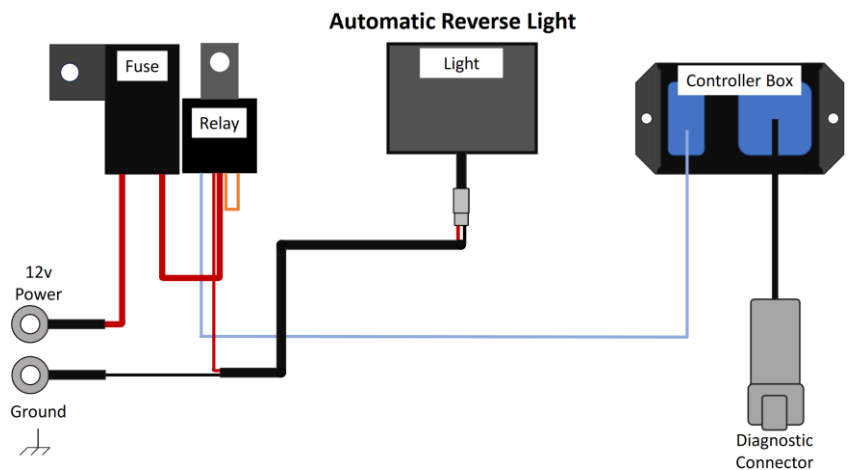 Automatic Reverse Light
Fuse
Relay
Light
Controller Box
12v
Power
Ground
Diagnostic
Connector